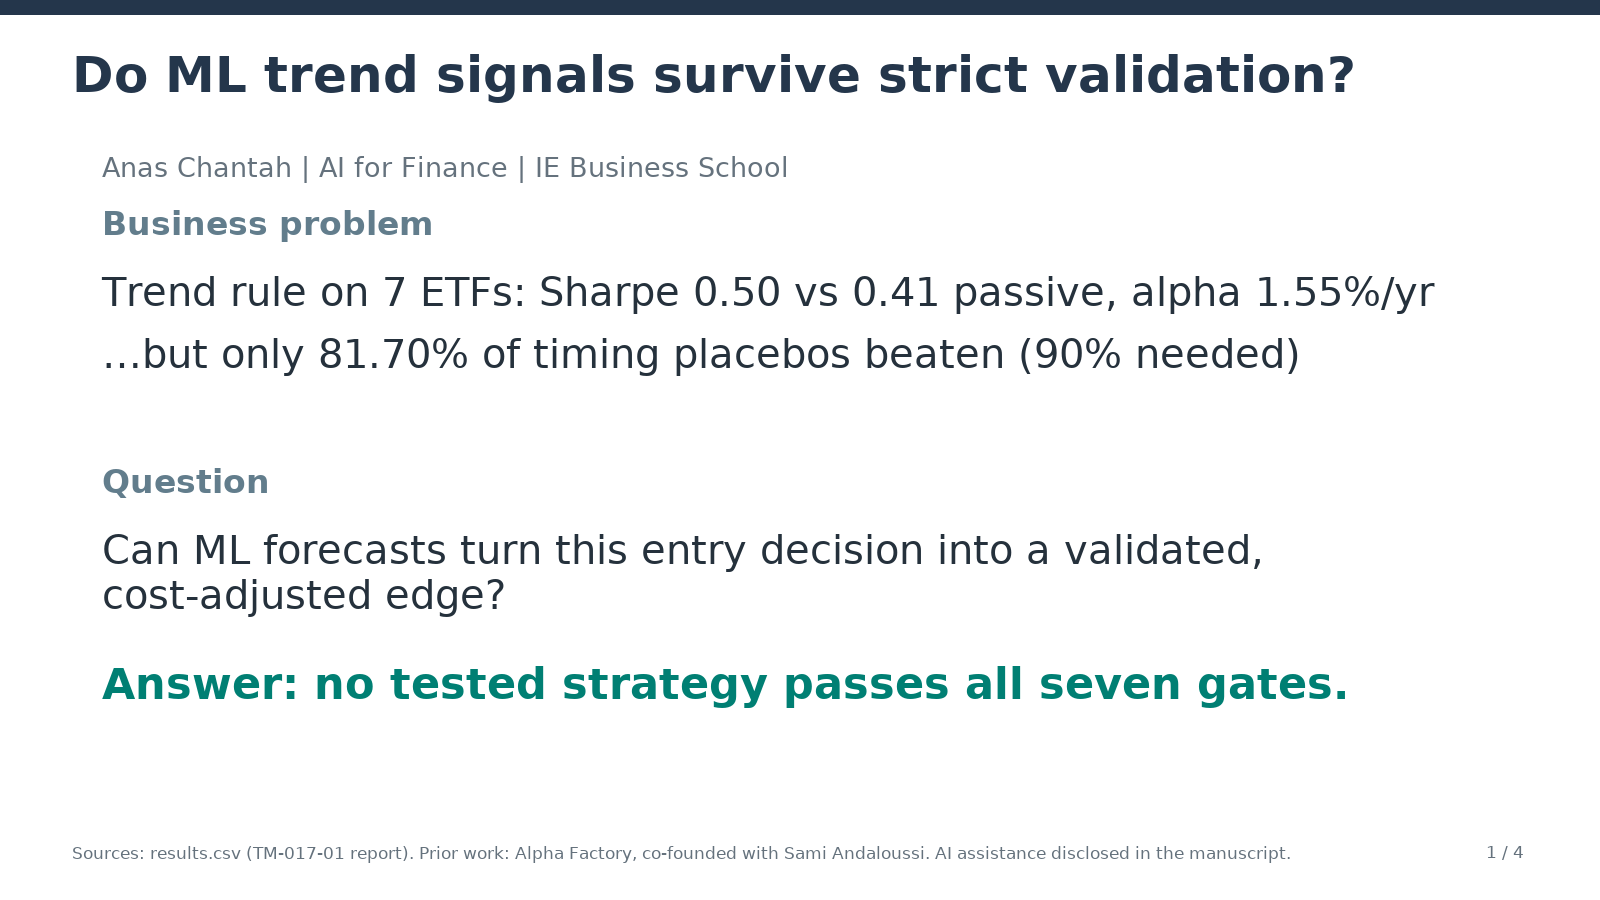 Do ML trend signals survive strict validation?
Anas Chantah | AI for Finance | IE Business School
Business problem
Trend rule on 7 ETFs: Sharpe 0.50 vs 0.41 passive, alpha 1.55%/yr
...but only 81.70% of timing placebos beaten (90% needed)
Question
Can ML forecasts turn this entry decision into a validated,
cost-adjusted edge?
Answer: no tested strategy passes all seven gates.
Sources: results.csv (TM-017-01 report). Prior work: Alpha Factory, co-founded with Sami Andaloussi. AI assistance disclosed in the manuscript.
1 / 4